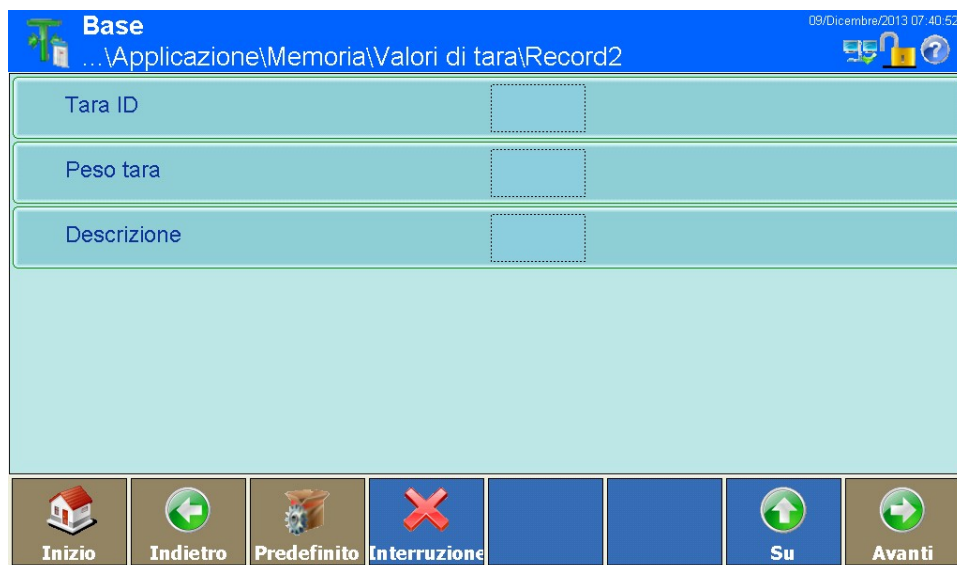 Base
09/Dicembre/2013 07:40:52
...\Applicazione\Memoria\Valori di tara\Record2
Tara ID
Peso tara
Descrizione
Inizio
Indietro
Predefinito
Interruzione
Su
Avanti